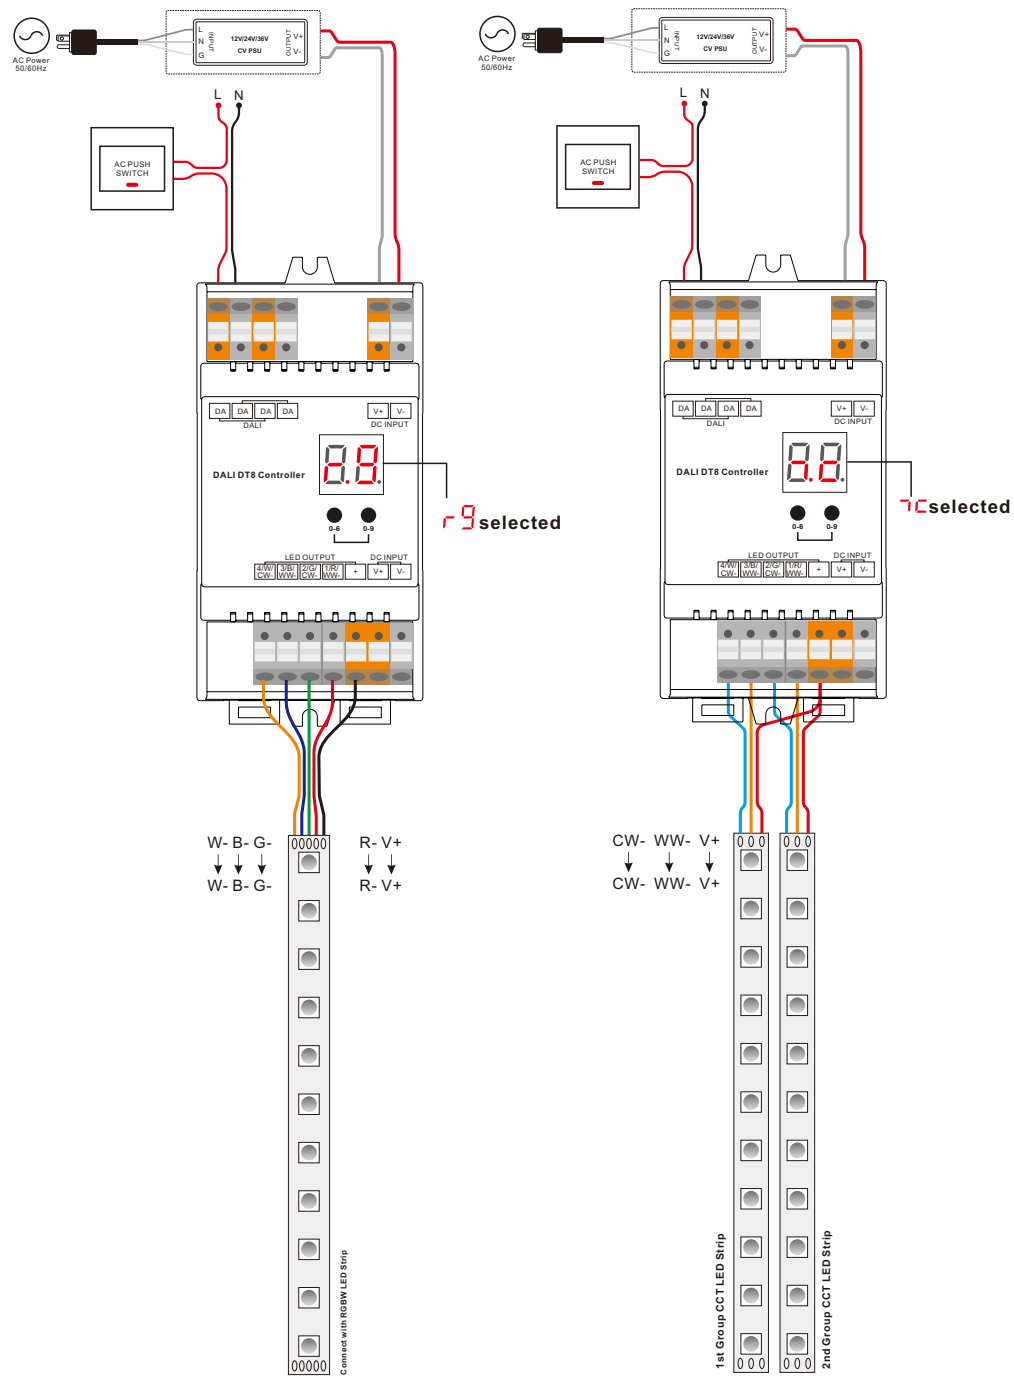 AC Power
50/60Hz
L
N
G
INPUT
12V/24V/36V
CV PSU
OUTPUT
V+
V-
L N
AC PUSH
SWITCH
DA DA DA DA
DALI
V+ V-
DC INPUT
DALI DT8 Controller
r.9.
r9 selected
0-6 0-9
LED OUTPUT DC INPUT
4/W/CW- 3/B/WW- 2/G/CW- 1/R/WW- + V+ V-
W- B- G- R- V+
W- B- G- R- V+
Connect with RGBW LED Strip
AC Power
50/60Hz
L
N
G
INPUT
12V/24V/36V
CV PSU
OUTPUT
V+
V-
L N
AC PUSH
SWITCH
DA DA DA DA
DALI
V+ V-
DC INPUT
DALI DT8 Controller
selected
0-6 0-9
LED OUTPUT DC INPUT
4/W/CW- 3/B/WW- 2/G/CW- 1/R/WW- + V+ V-
CW- WW- V+
CW- WW- V+
1st Group CCT LED Strip
2nd Group CCT LED Strip